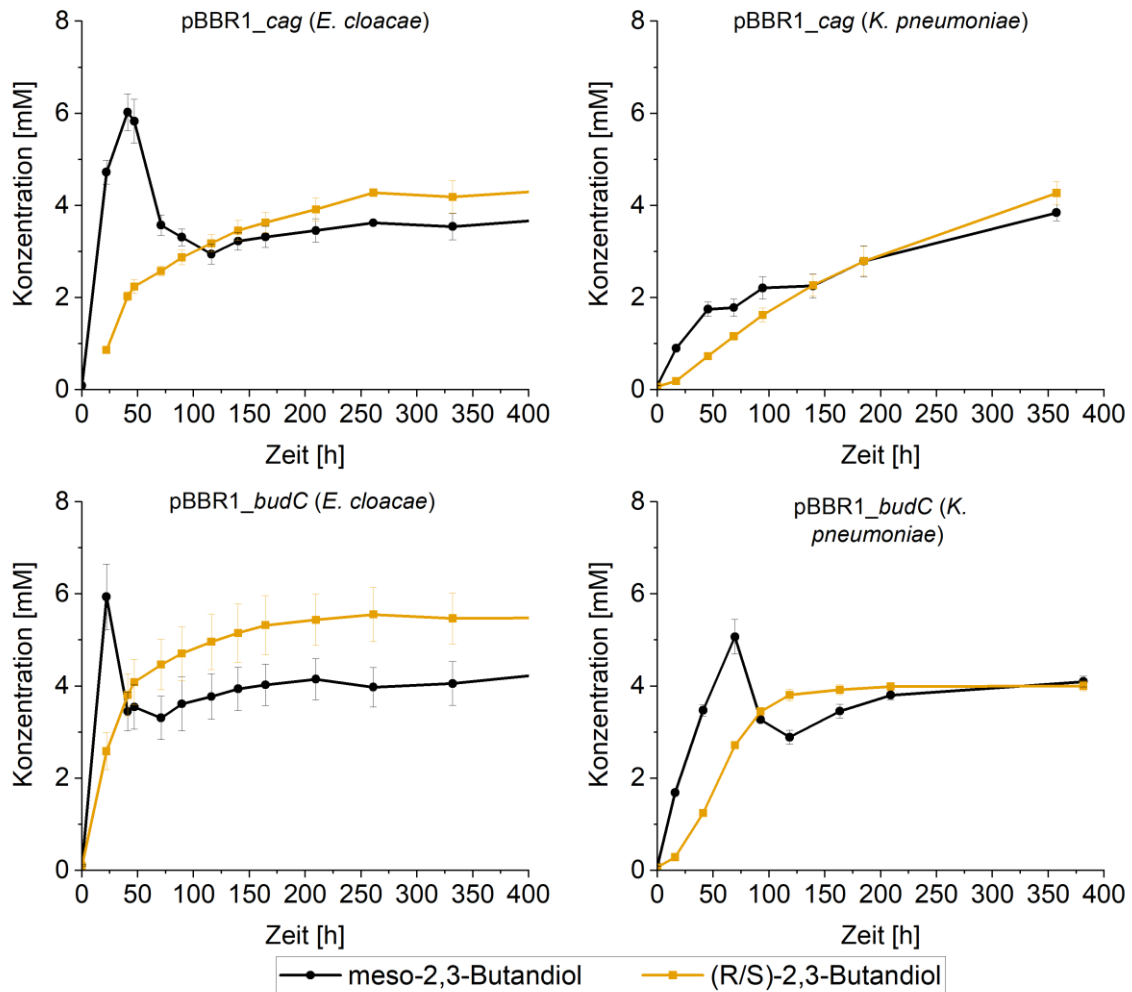 pBBR1_cag (E. cloacae)
8
6
4
2
0
Konzentration [mM]
0 50 100 150 200 250 300 350 400
Zeit [h]
pBBR1_cag (K. pneumoniae)
8
6
4
2
0
Konzentration [mM]
0 50 100 150 200 250 300 350 400
Zeit [h]
pBBR1_budC (E. cloacae)
8
6
4
2
0
Konzentration [mM]
0 50 100 150 200 250 300 350 400
Zeit [h]
pBBR1_budC (K.
pneumoniae)
8
6
4
2
0
Konzentration [mM]
0 50 100 150 200 250 300 350 400
Zeit [h]
meso-2,3-Butandiol
(R/S)-2,3-Butandiol